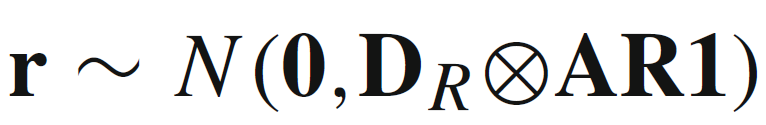 r ∼ N(0, D_R⊗AR1)